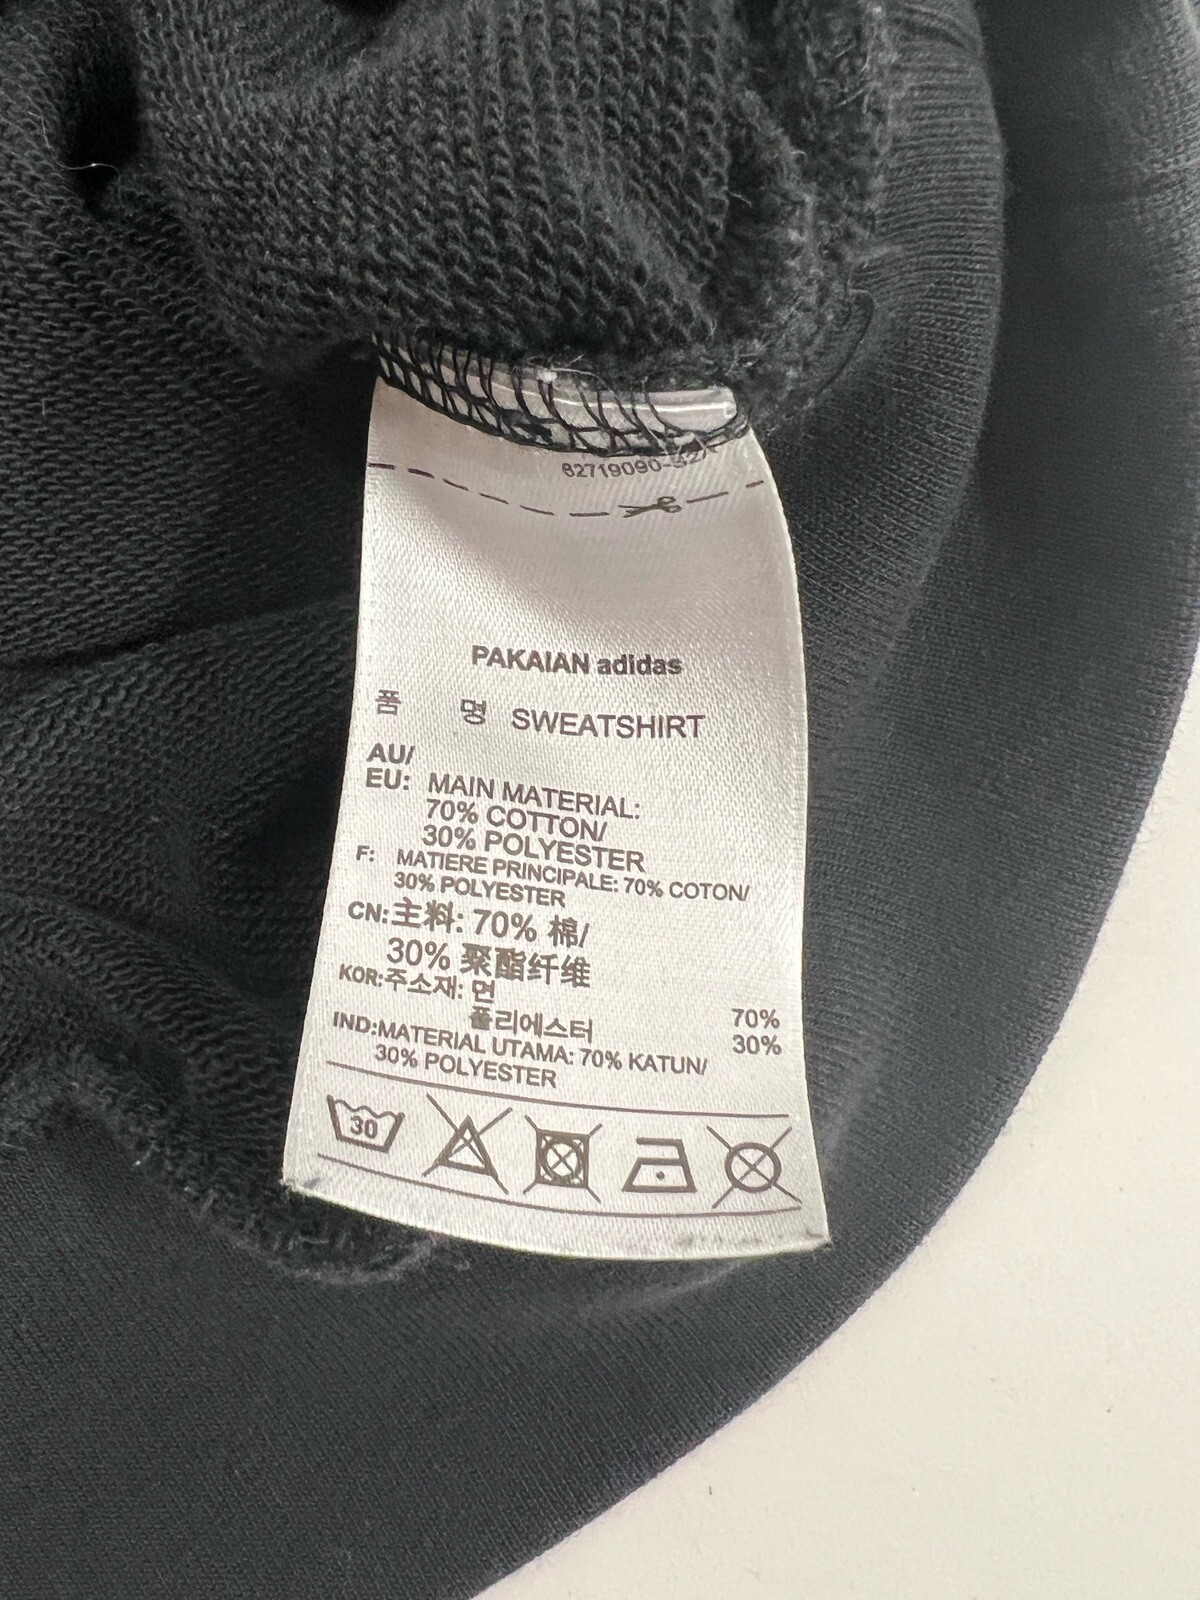 62719090-S2
PAKAIAN adidas
품 명 SWEATSHIRT
AU/
EU: MAIN MATERIAL:
70% COTTON/
30% POLYESTER
F: MATIERE PRINCIPALE: 70% COTON/
30% POLYESTER
CN:主料: 70% 棉/
30% 聚酯纤维
KOR:주소재: 면 70%
폴리에스터 30%
IND:MATERIAL UTAMA: 70% KATUN/
30% POLYESTER
30